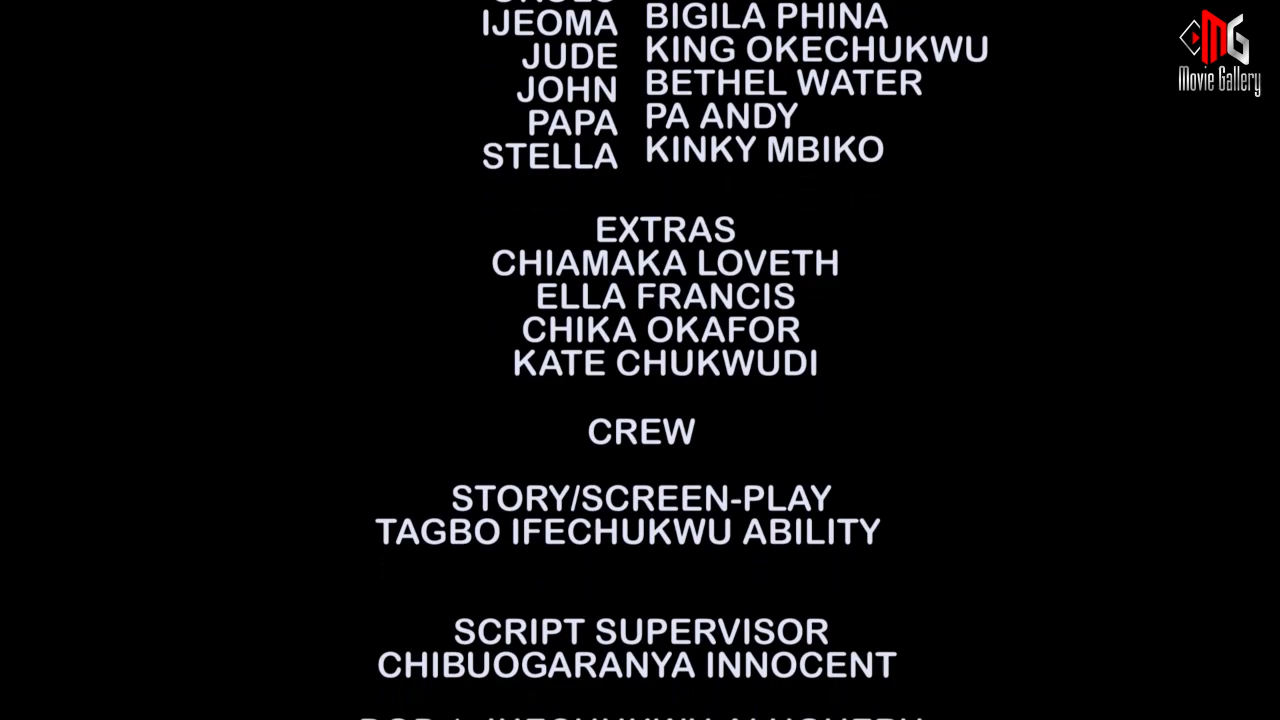 IJEOMA BIGILA PHINA
JUDE KING OKECHUKWU
JOHN BETHEL WATER
PAPA PA ANDY
STELLA KINKY MBIKO
EXTRAS
CHIAMAKA LOVETH
ELLA FRANCIS
CHIKA OKAFOR
KATE CHUKWUDI
CREW
STORY/SCREEN-PLAY
TAGBO IFECHUKWU ABILITY
SCRIPT SUPERVISOR
CHIBUOGARANYA INNOCENT
MG
Movie Gallery